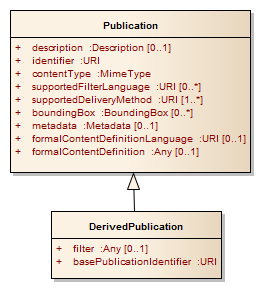 Publication
+ description :Description [0..1]
+ identifier :URI
+ contentType :MimeType
+ supportedFilterLanguage :URI [0..*]
+ supportedDeliveryMethod :URI [1..*]
+ boundingBox :BoundingBox [0..*]
+ metadata :Metadata [0..1]
+ formalContentDefinitionLanguage :URI [0..1]
+ formalContentDefinition :Any [0..1]
DerivedPublication
+ filter :Any [0..1]
+ basePublicationIdentifier :URI